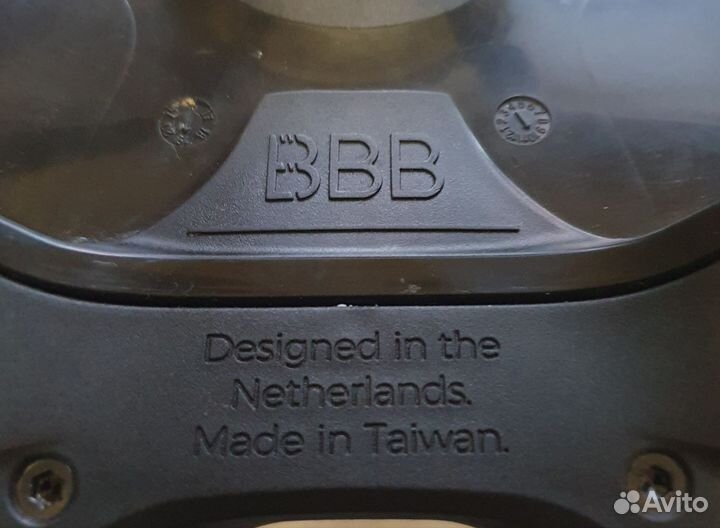 BBB
Designed in the
Netherlands.
Made in Taiwan.
Avito